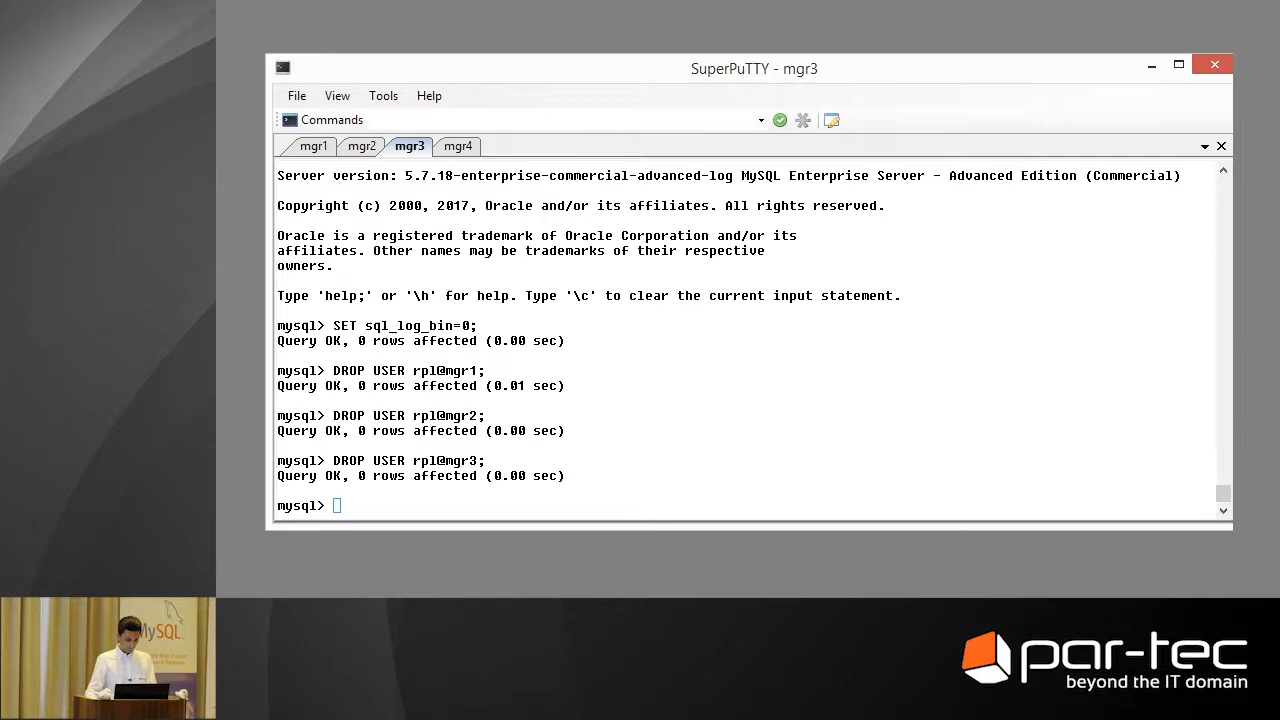 SuperPuTTY - mgr3
File View Tools Help
Commands
mgr1 mgr2 mgr3 mgr4
Server version: 5.7.18-enterprise-commercial-advanced-log MySQL Enterprise Server - Advanced Edition (Commercial)
Copyright (c) 2000, 2017, Oracle and/or its affiliates. All rights reserved.
Oracle is a registered trademark of Oracle Corporation and/or its
affiliates. Other names may be trademarks of their respective
owners.
Type 'help;' or '\h' for help. Type '\c' to clear the current input statement.
mysql> SET sql_log_bin=0;
Query OK, 0 rows affected (0.00 sec)
mysql> DROP USER rpl@mgr1;
Query OK, 0 rows affected (0.01 sec)
mysql> DROP USER rpl@mgr2;
Query OK, 0 rows affected (0.00 sec)
mysql> DROP USER rpl@mgr3;
Query OK, 0 rows affected (0.00 sec)
mysql>
MySQL
par-tec
beyond the IT domain